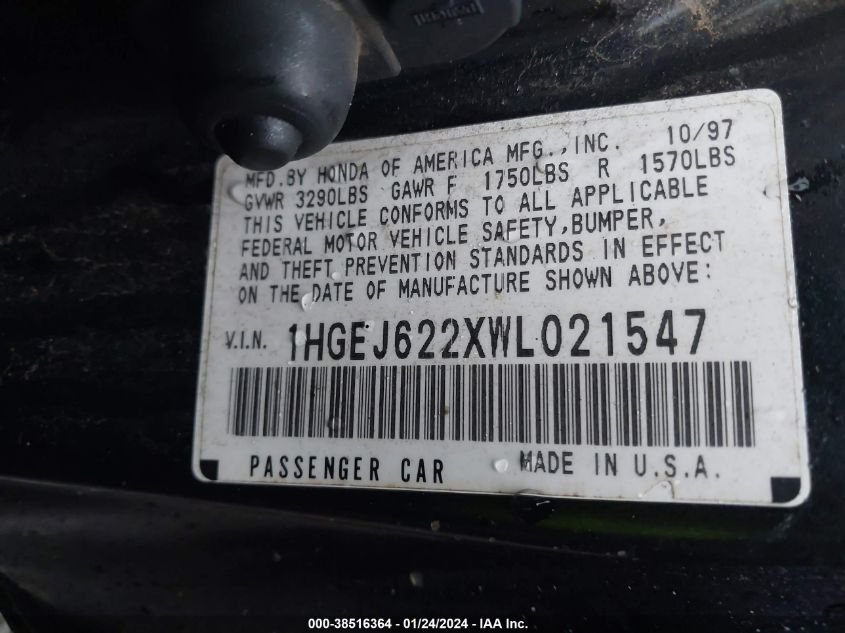 MFD.BY HONDA OF AMERICA MFG.,INC. 10/97
GVWR 3290LBS GAWR F 1750LBS R 1570LBS
THIS VEHICLE CONFORMS TO ALL APPLICABLE
FEDERAL MOTOR VEHICLE SAFETY,BUMPER,
AND THEFT PREVENTION STANDARDS IN EFFECT
ON THE DATE OF MANUFACTURE SHOWN ABOVE:
V.I.N. 1HGEJ622XWL021547
PASSENGER CAR MADE IN U.S.A.
000-38516364 - 01/24/2024 - IAA Inc.